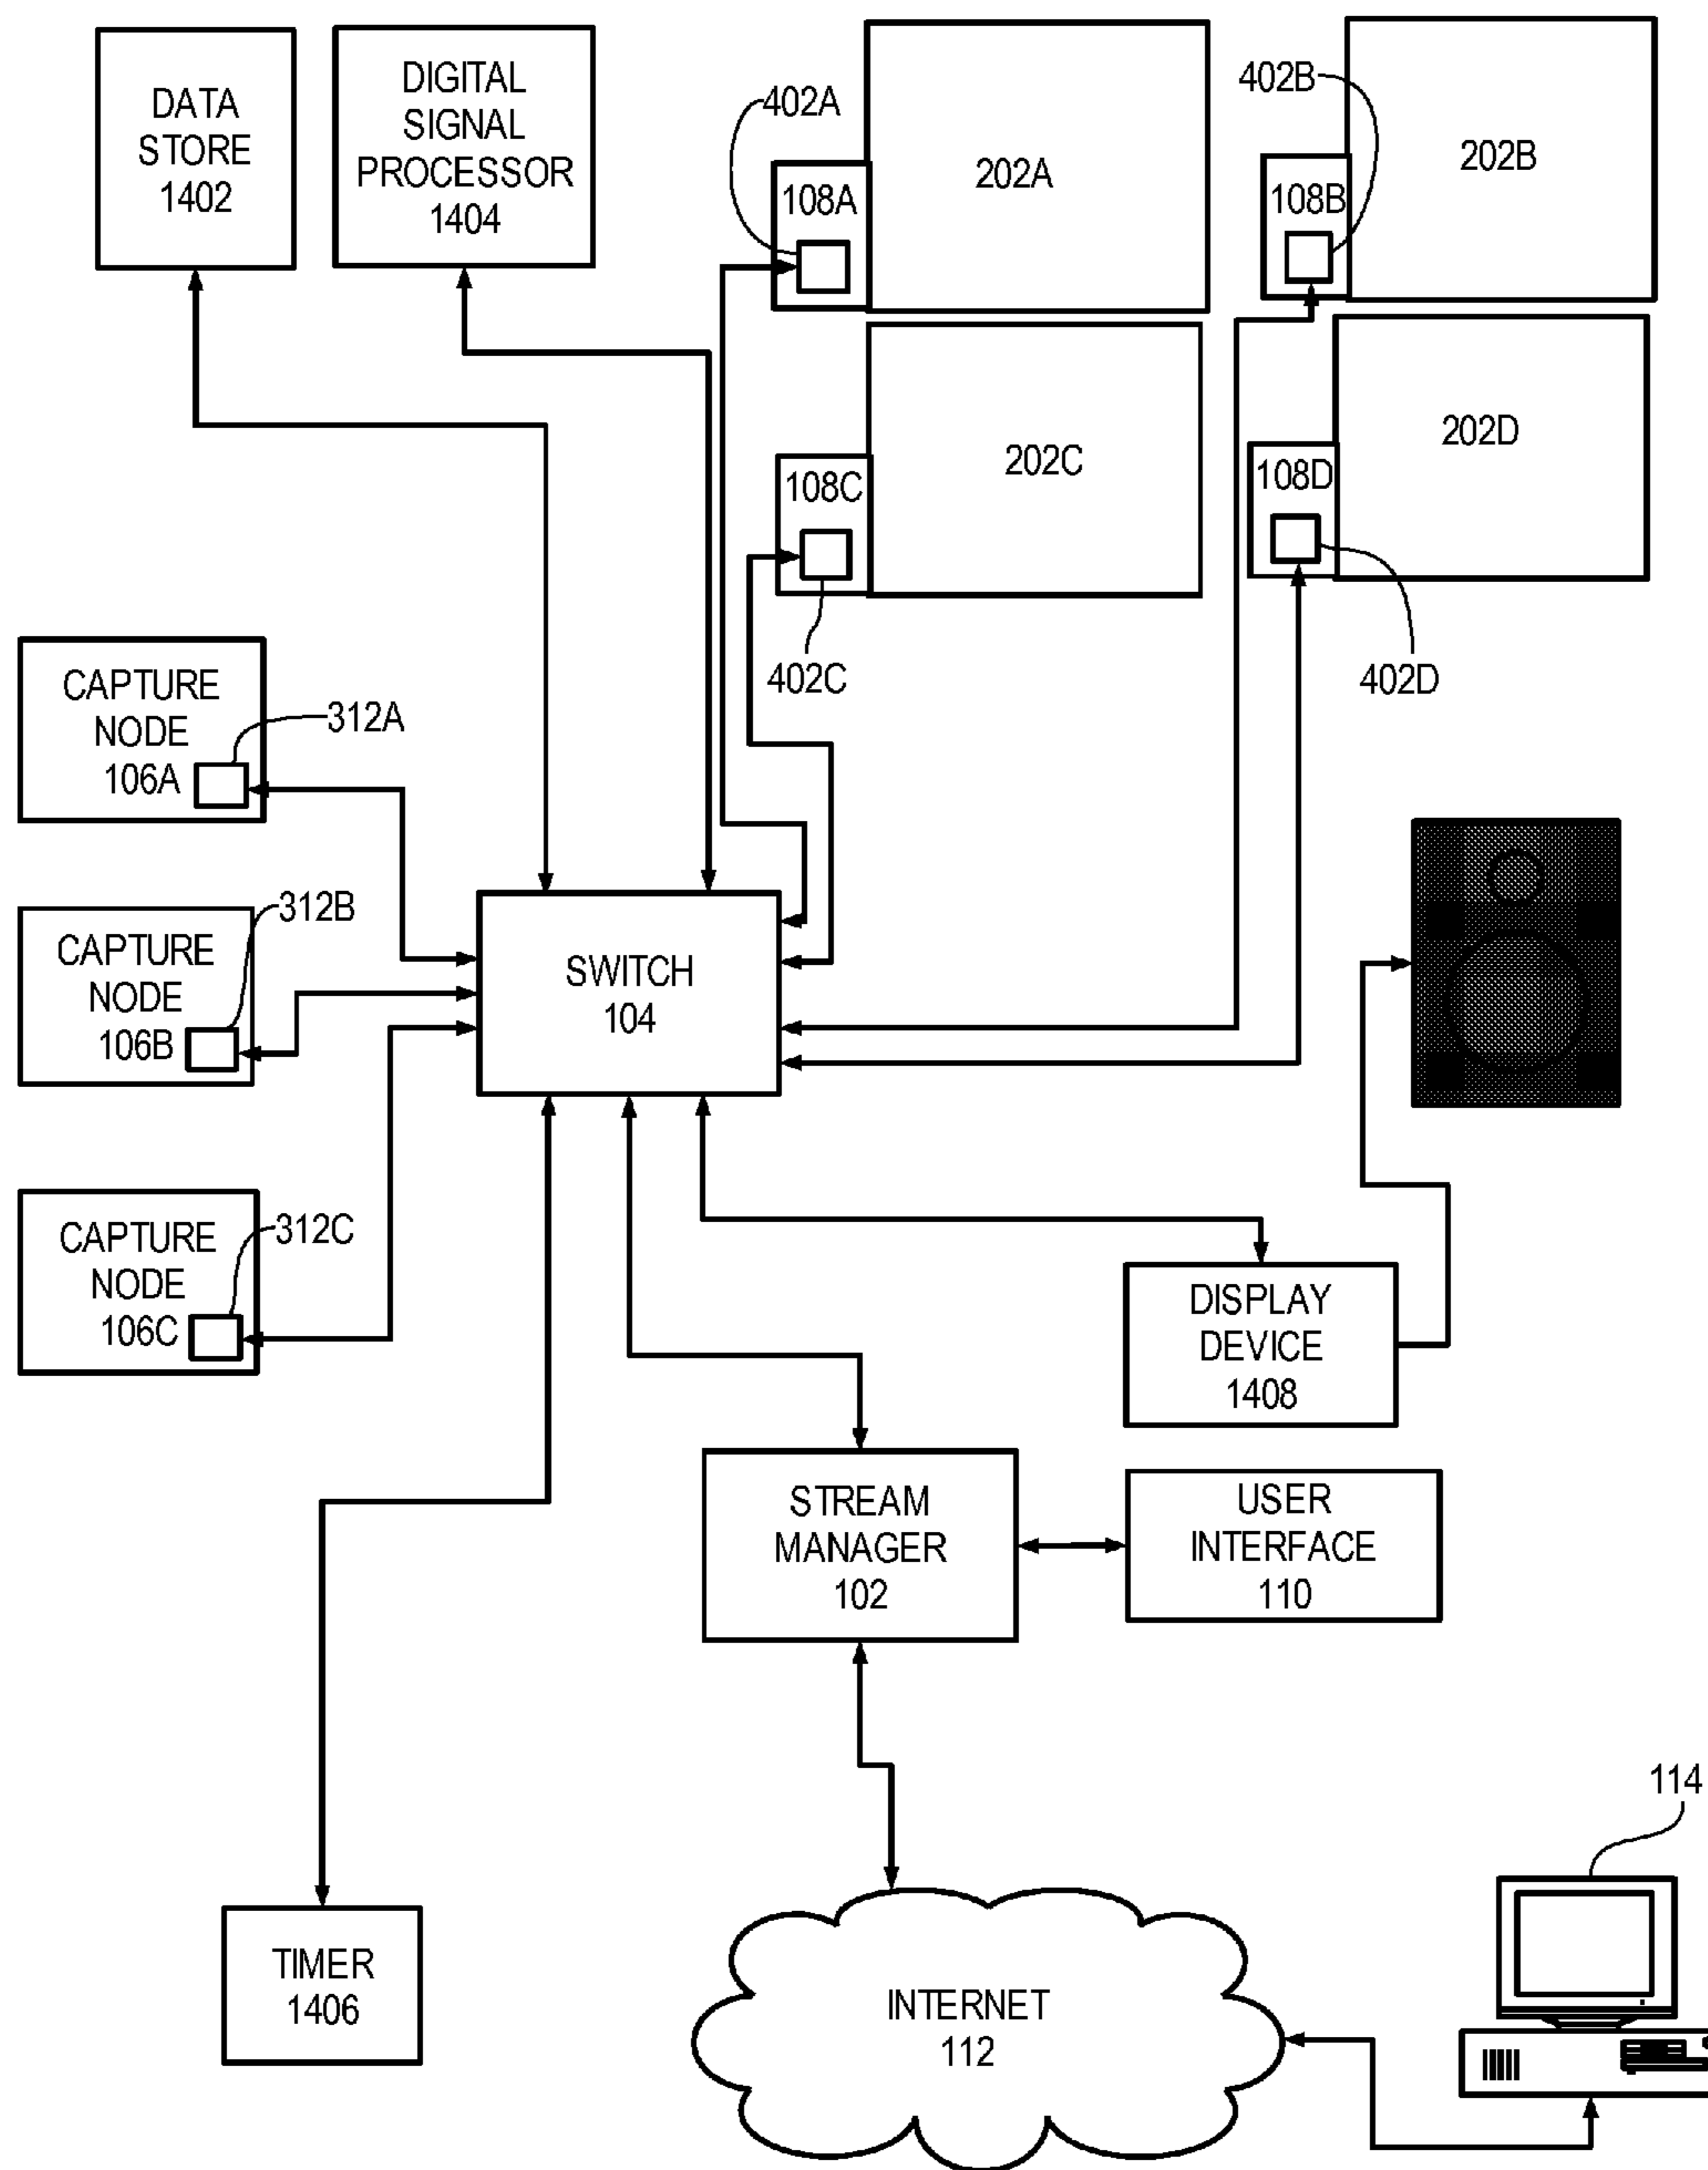 DATA
STORE
1402
DIGITAL
SIGNAL
PROCESSOR
1404
402A
108A
202A
402B
108B
202B
108C
202C
402C
108D
202D
402D
CAPTURE
NODE
106A
312A
CAPTURE
NODE
106B
312B
CAPTURE
NODE
106C
312C
SWITCH
104
DISPLAY
DEVICE
1408
STREAM
MANAGER
102
USER
INTERFACE
110
TIMER
1406
INTERNET
112
114